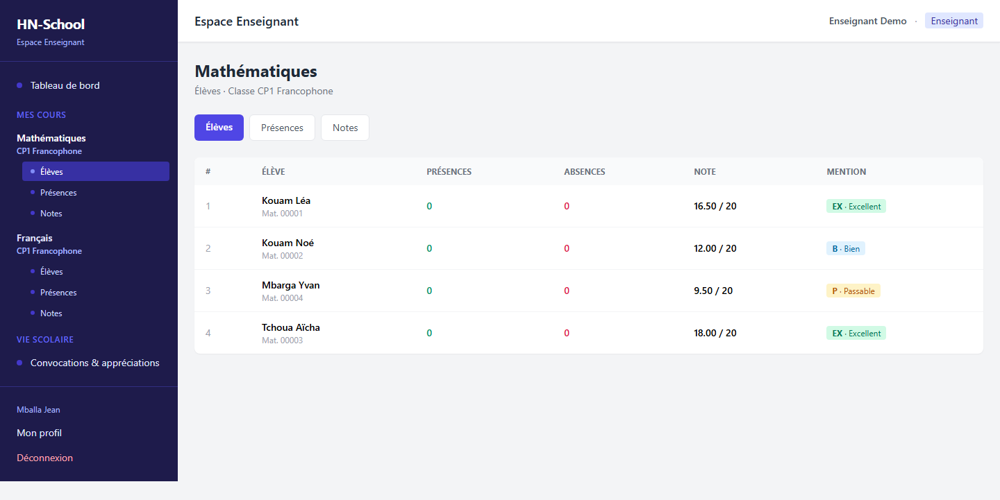 HN-School
Espace Enseignant
Tableau de bord
MES COURS
Mathématiques
CP1 Francophone
Élèves
Présences
Notes
Français
CP1 Francophone
Élèves
Présences
Notes
VIE SCOLAIRE
Convocations & appréciations
Mballa Jean
Mon profil
Déconnexion
Espace Enseignant
Enseignant Demo · Enseignant
Mathématiques
Élèves · Classe CP1 Francophone
Élèves Présences Notes
# ÉLÈVE PRÉSENCES ABSENCES NOTE MENTION
1 Kouam Léa 0 0 16.50 / 20 EX · Excellent
Mat. 00001
2 Kouam Noé 0 0 12.00 / 20 B · Bien
Mat. 00002
3 Mbarga Yvan 0 0 9.50 / 20 P · Passable
Mat. 00004
4 Tchoua Aïcha 0 0 18.00 / 20 EX · Excellent
Mat. 00003